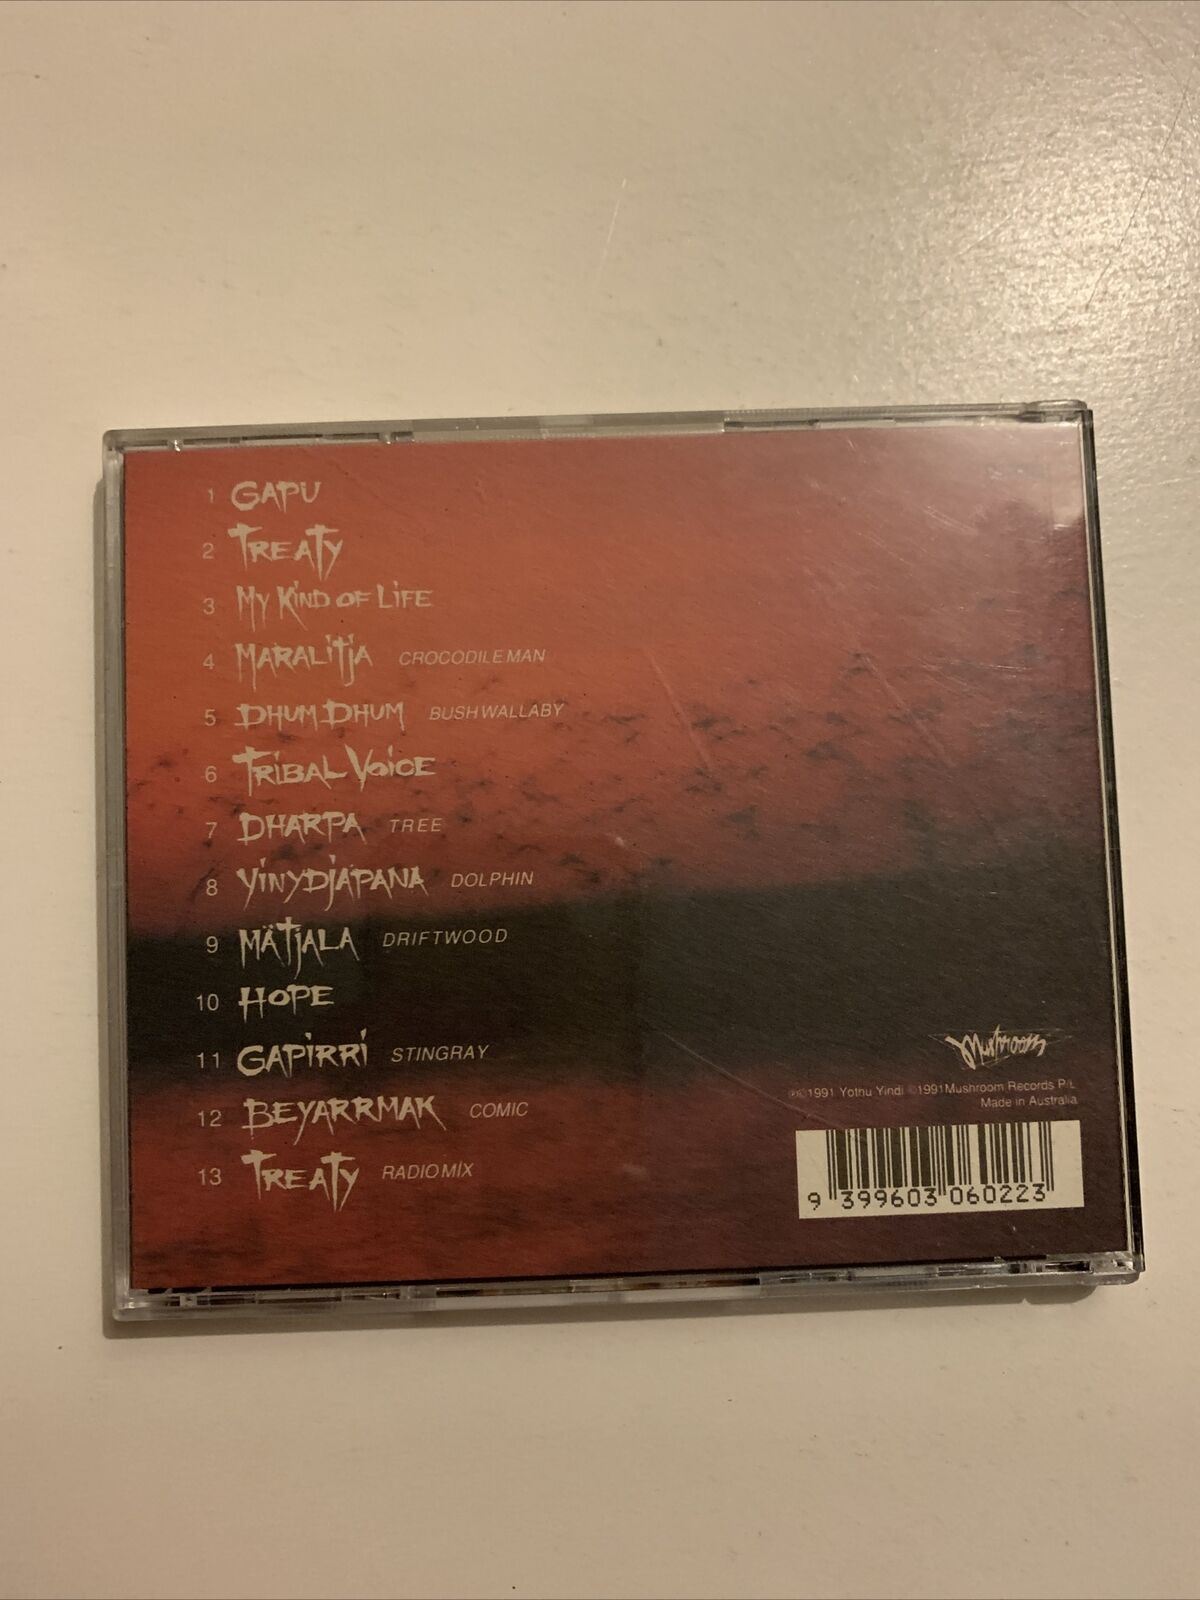 1 GAPU
2 TREATY
3 MY KIND OF LIFE
4 MARALITJA CROCODILE MAN
5 DHUM DHUM BUSH WALLABY
6 TRIBAL VOICE
7 DHARPA TREE
8 YINYDJAPANA DOLPHIN
9 MÄTJALA DRIFTWOOD
10 HOPE
11 GAPIRRI STINGRAY
12 BEYARRMAK COMIC
13 TREATY RADIO MIX
Mushroom
℗©1991 Yothu Yindi ©1991 Mushroom Records P/L
Made in Australia
9 399603 060223